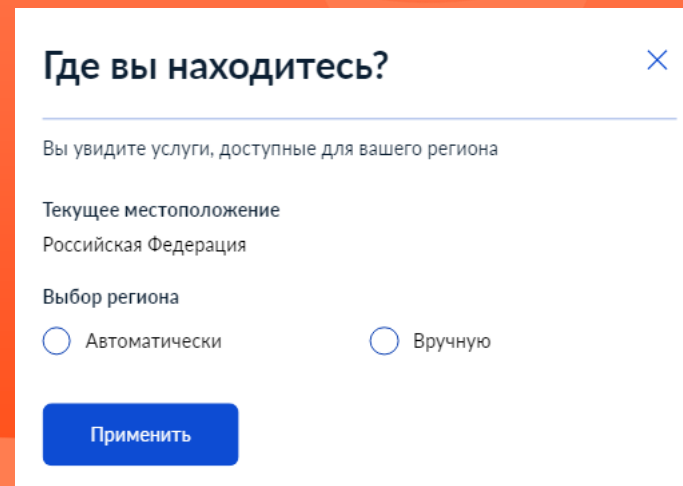 Где вы находитесь?
Вы увидите услуги, доступные для вашего региона
Текущее местоположение
Российская Федерация
Выбор региона
Автоматически
Вручную
Применить